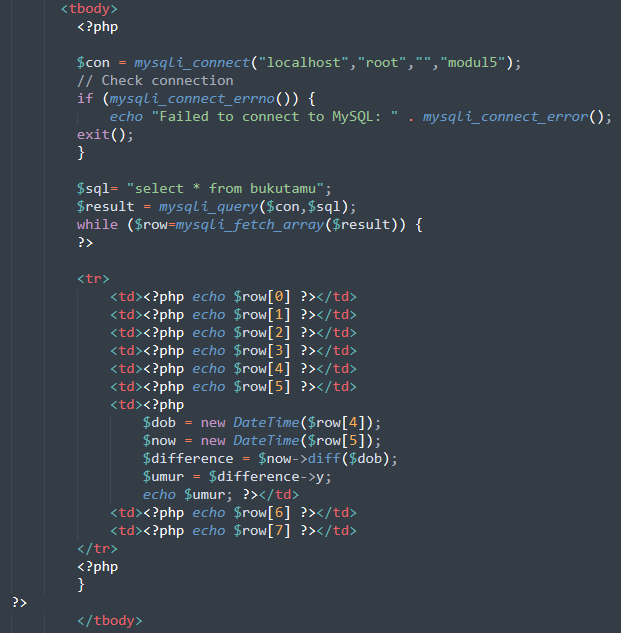 <tbody>
<?php
$con = mysqli_connect("localhost","root","","modul5");
// Check connection
if (mysqli_connect_errno()) {
echo "Failed to connect to MySQL: " . mysqli_connect_error();
exit();
}
$sql= "select * from bukutamu";
$result = mysqli_query($con,$sql);
while ($row=mysqli_fetch_array($result)) {
?>
<tr>
<td><?php echo $row[0] ?></td>
<td><?php echo $row[1] ?></td>
<td><?php echo $row[2] ?></td>
<td><?php echo $row[3] ?></td>
<td><?php echo $row[4] ?></td>
<td><?php echo $row[5] ?></td>
<td><?php
$dob = new DateTime($row[4]);
$now = new DateTime($row[5]);
$difference = $now->diff($dob);
$umur = $difference->y;
echo $umur; ?></td>
<td><?php echo $row[6] ?></td>
<td><?php echo $row[7] ?></td>
</tr>
<?php
}
?>
</tbody>